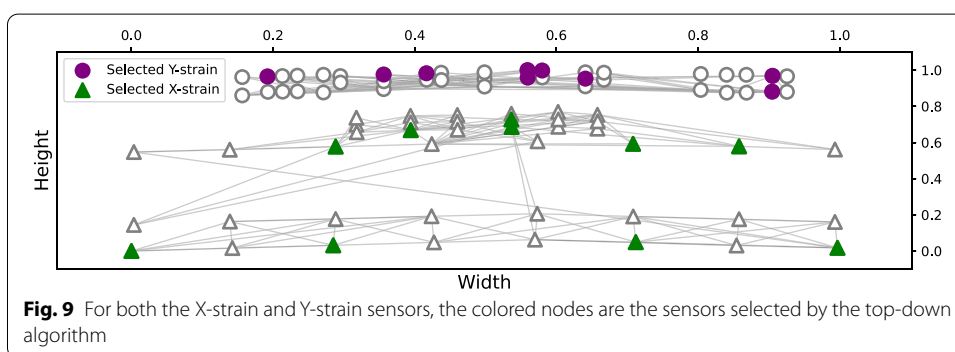 0.0 0.2 0.4 0.6 0.8 1.0
Selected Y-strain
Selected X-strain
1.0
0.8
0.6
0.4
0.2
0.0
Height
Width
Fig. 9 For both the X-strain and Y-strain sensors, the colored nodes are the sensors selected by the top-down
algorithm